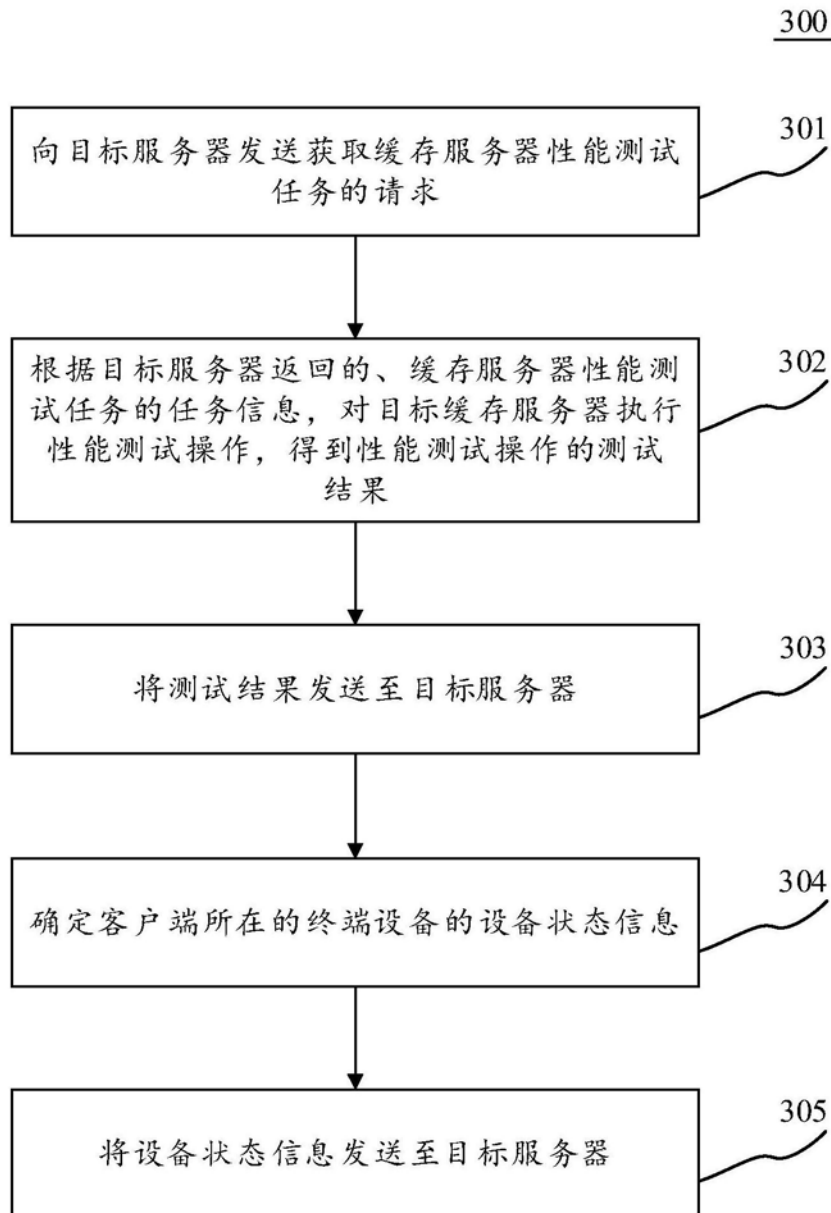 300
301
向目标服务器发送获取缓存服务器性能测试
任务的请求
302
根据目标服务器返回的、缓存服务器性能测
试任务的任务信息，对目标缓存服务器执行
性能测试操作，得到性能测试操作的测试
结果
303
将测试结果发送至目标服务器
304
确定客户端所在的终端设备的设备状态信息
305
将设备状态信息发送至目标服务器